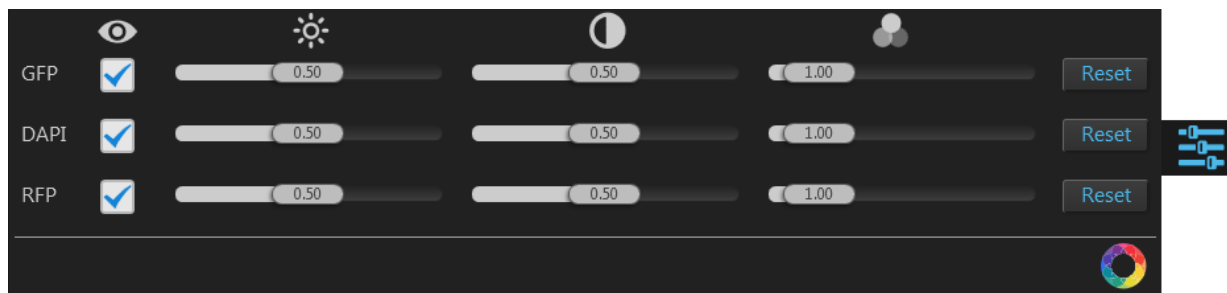 GFP 0.50 0.50 1.00 Reset
DAPI 0.50 0.50 1.00 Reset
RFP 0.50 0.50 1.00 Reset